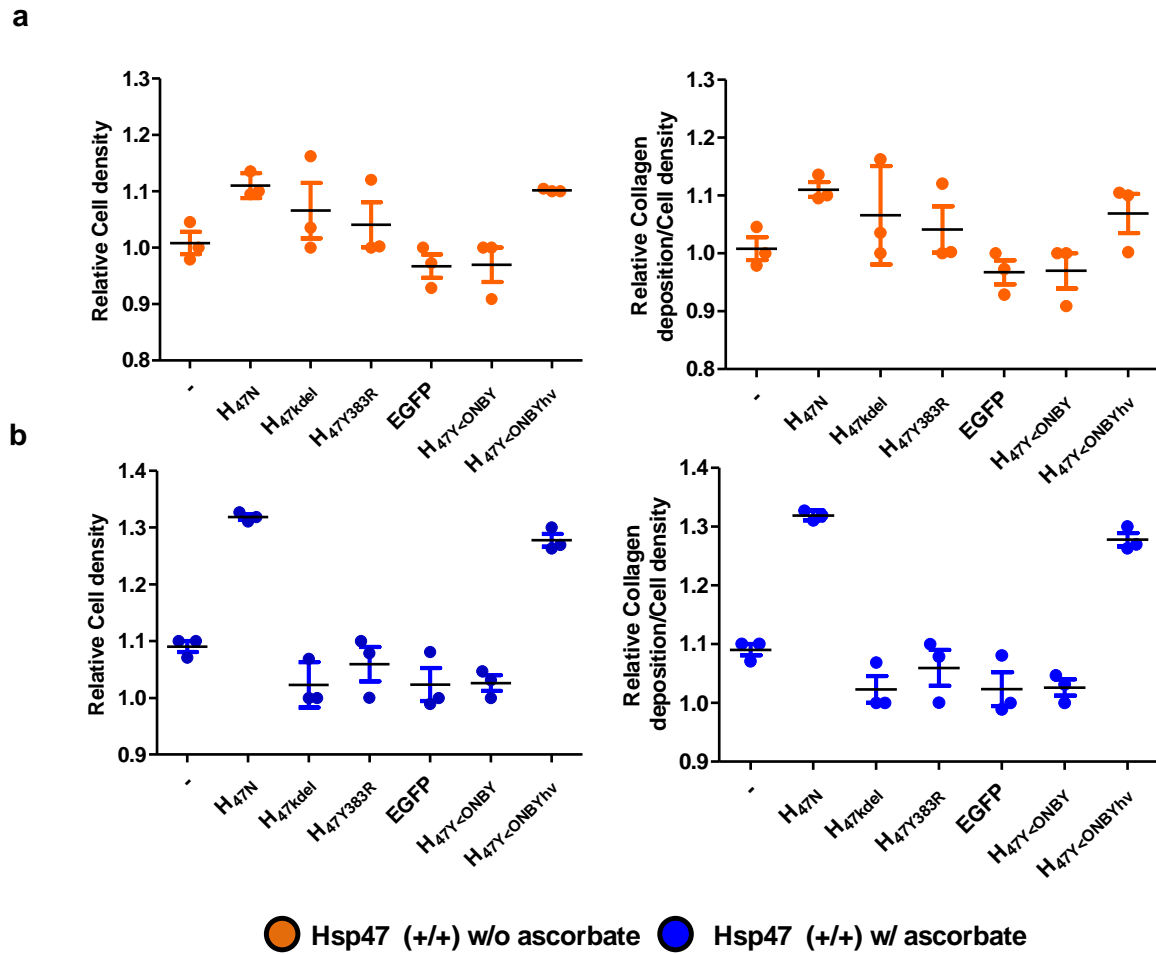 a
Relative Cell density
1.3
1.2
1.1
1.0
0.9
0.8
-
H47N
H47kdel
H47Y383R
EGFP
H47Y<ONBY
H47Y<ONBYhv
Relative Collagen
deposition/Cell density
1.3
1.2
1.1
1.0
0.9
0.8
-
H47N
H47kdel
H47Y383R
EGFP
H47Y<ONBY
H47Y<ONBYhv
b
Relative Cell density
1.4
1.3
1.2
1.1
1.0
0.9
-
H47N
H47kdel
H47Y383R
EGFP
H47Y<ONBY
H47Y<ONBYhv
Relative Collagen
deposition/Cell density
1.4
1.3
1.2
1.1
1.0
0.9
-
H47N
H47kdel
H47Y383R
EGFP
H47Y<ONBY
H47Y<ONBYhv
Hsp47 (+/+) w/o ascorbate
Hsp47 (+/+) w/ ascorbate